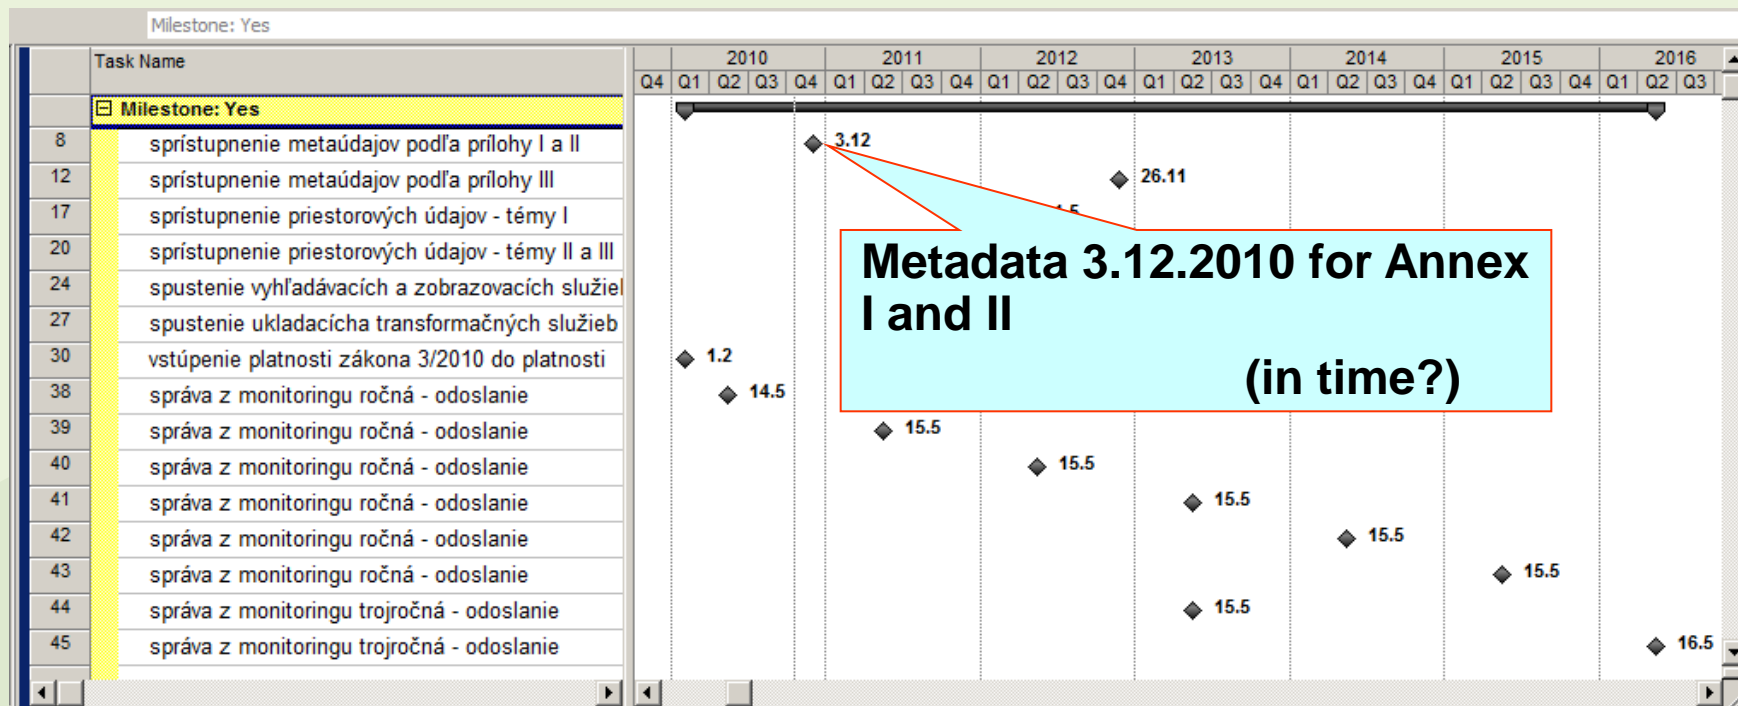 Milestone: Yes
Task Name
2010 2011 2012 2013 2014 2015 2016
Q4 Q1 Q2 Q3 Q4 Q1 Q2 Q3 Q4 Q1 Q2 Q3 Q4 Q1 Q2 Q3 Q4 Q1 Q2 Q3 Q4 Q1 Q2 Q3 Q4 Q1 Q2 Q3
Milestone: Yes
8 sprístupnenie metaúdajov podľa prílohy I a II 3.12
12 sprístupnenie metaúdajov podľa prílohy III 26.11
17 sprístupnenie priestorových údajov - témy I
20 sprístupnenie priestorových údajov - témy II a III
24 spustenie vyhľadávacích a zobrazovacích
27 spustenie ukladacícha transformačných služieb
30 vstúpenie platnosti zákona 3/2010 do platnosti 1.2
38 správa z monitoringu ročná - odoslanie 14.5
39 správa z monitoringu ročná - odoslanie 15.5
40 správa z monitoringu ročná - odoslanie 15.5
41 správa z monitoringu ročná - odoslanie 15.5
42 správa z monitoringu ročná - odoslanie 15.5
43 správa z monitoringu ročná - odoslanie 15.5
44 správa z monitoringu trojročná - odoslanie 15.5
45 správa z monitoringu trojročná - odoslanie 16.5
Metadata 3.12.2010 for Annex
I and II
(in time?)